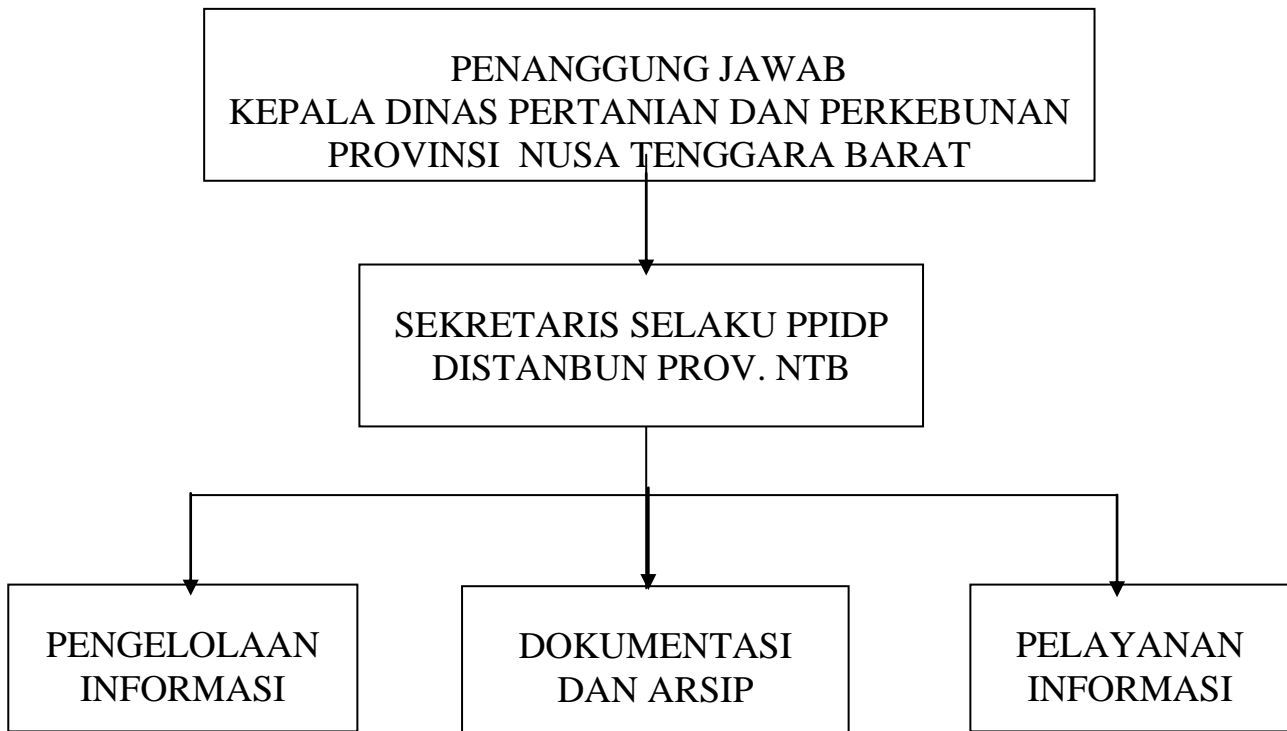 PENANGGUNG JAWAB
KEPALA DINAS PERTANIAN DAN PERKEBUNAN
PROVINSI NUSA TENGGARA BARAT
SEKRETARIS SELAKU PPIDP
DISTANBUN PROV. NTB
PENGELOLAAN
INFORMASI
DOKUMENTASI
DAN ARSIP
PELAYANAN
INFORMASI